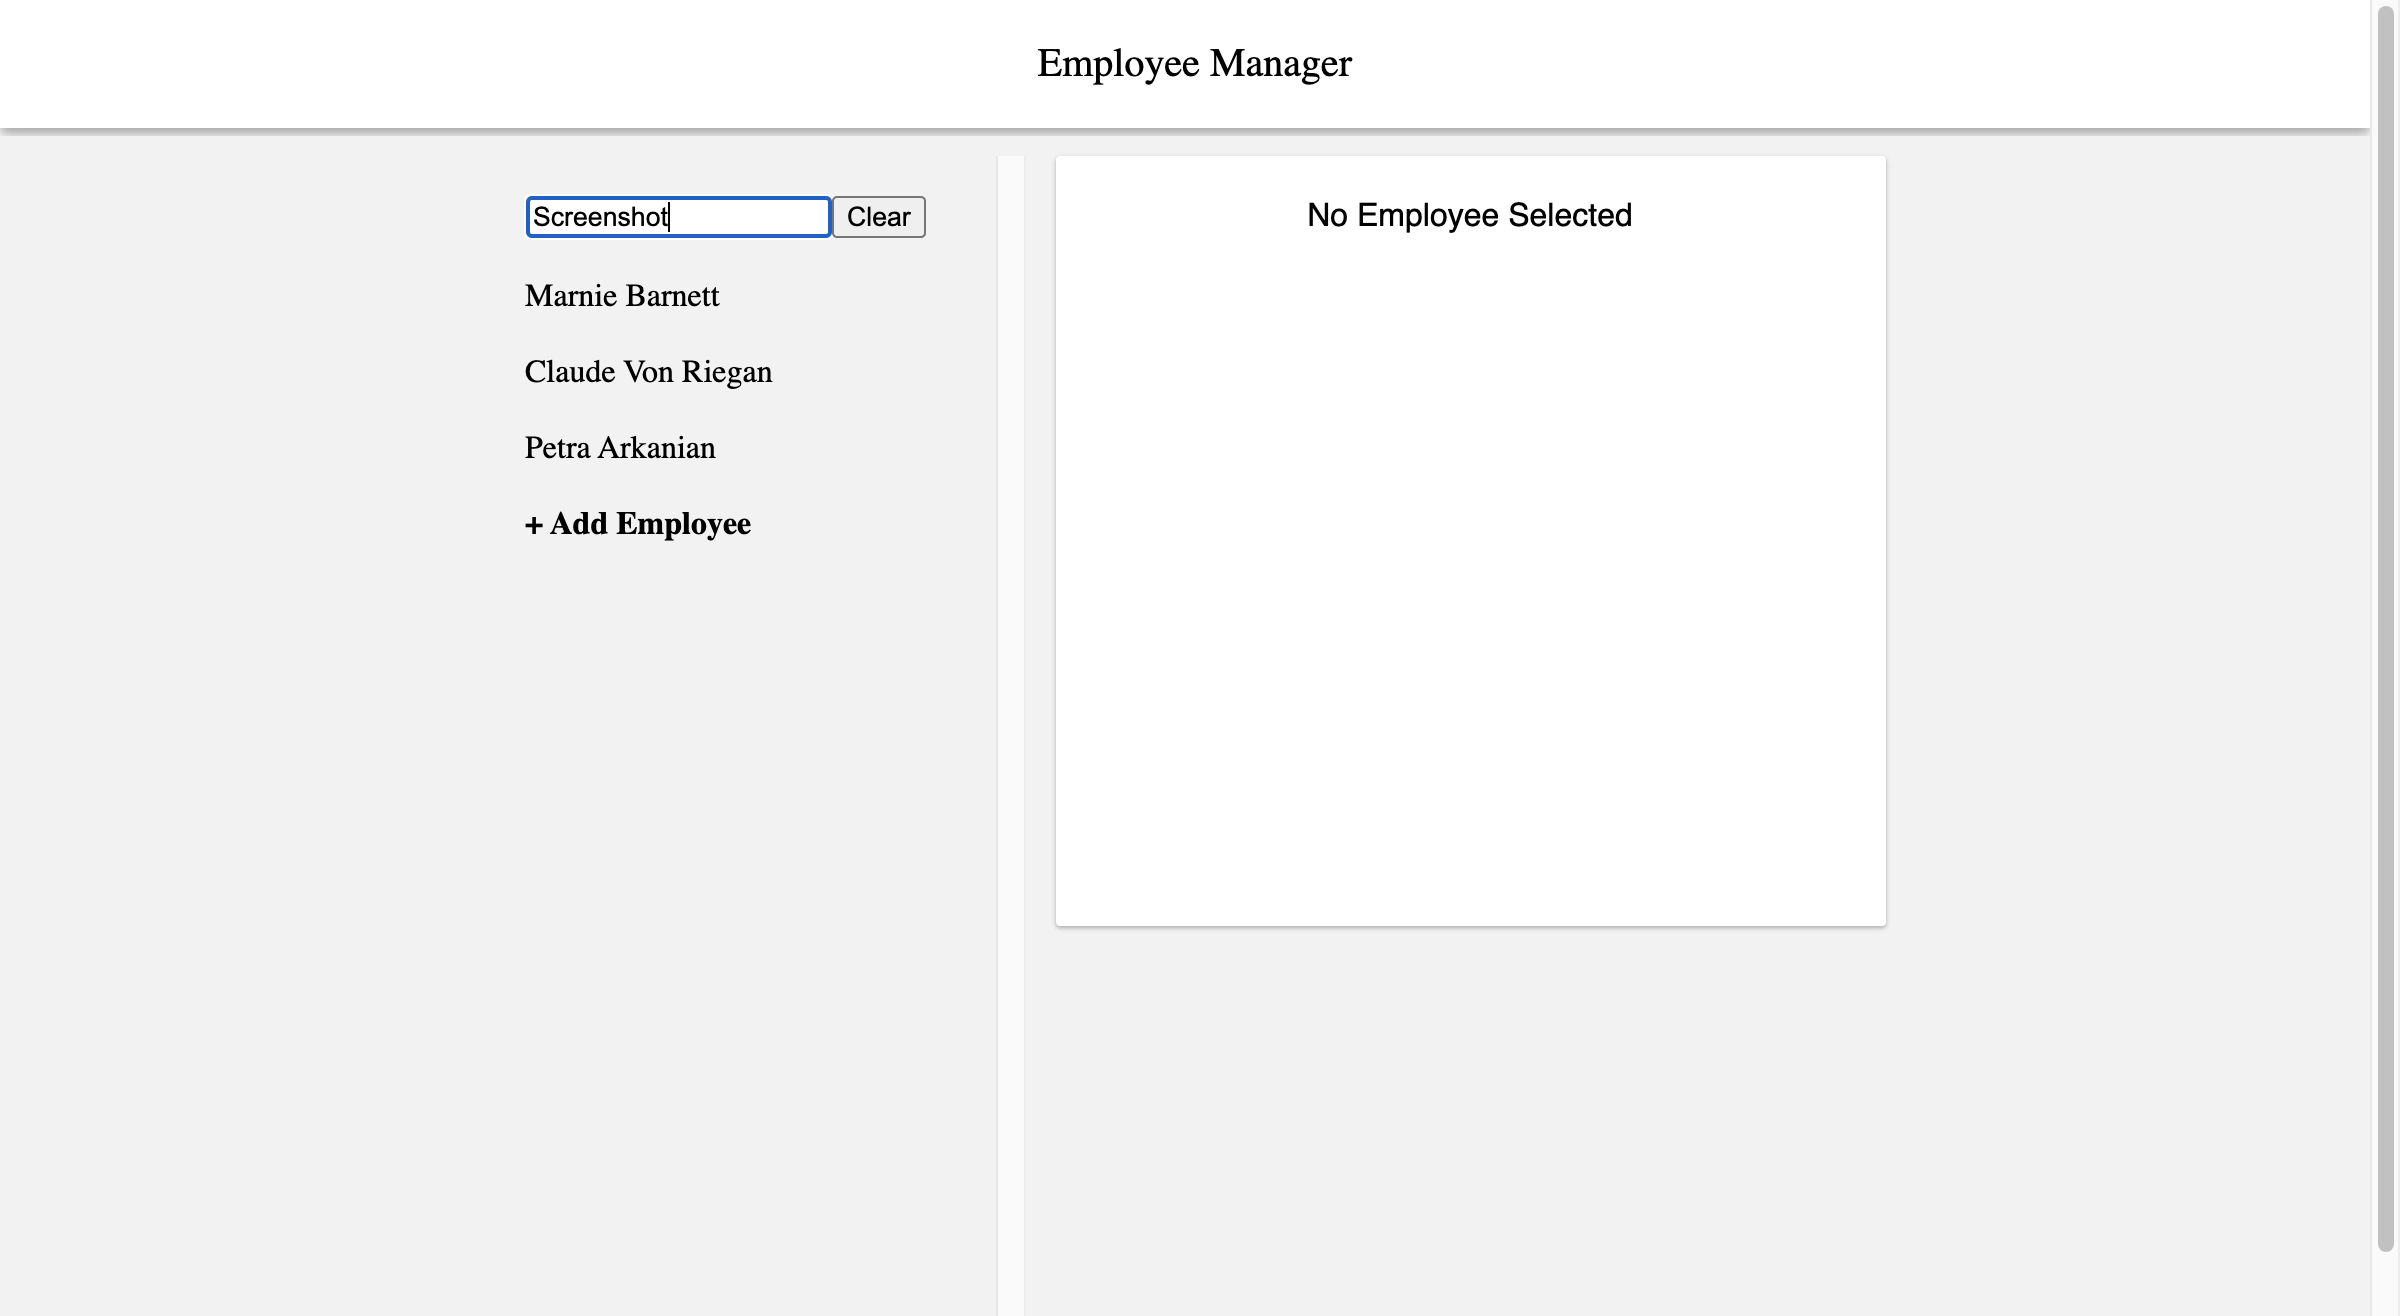 Employee Manager
Screenshot Clear
Marnie Barnett
Claude Von Riegan
Petra Arkanian
+ Add Employee
No Employee Selected